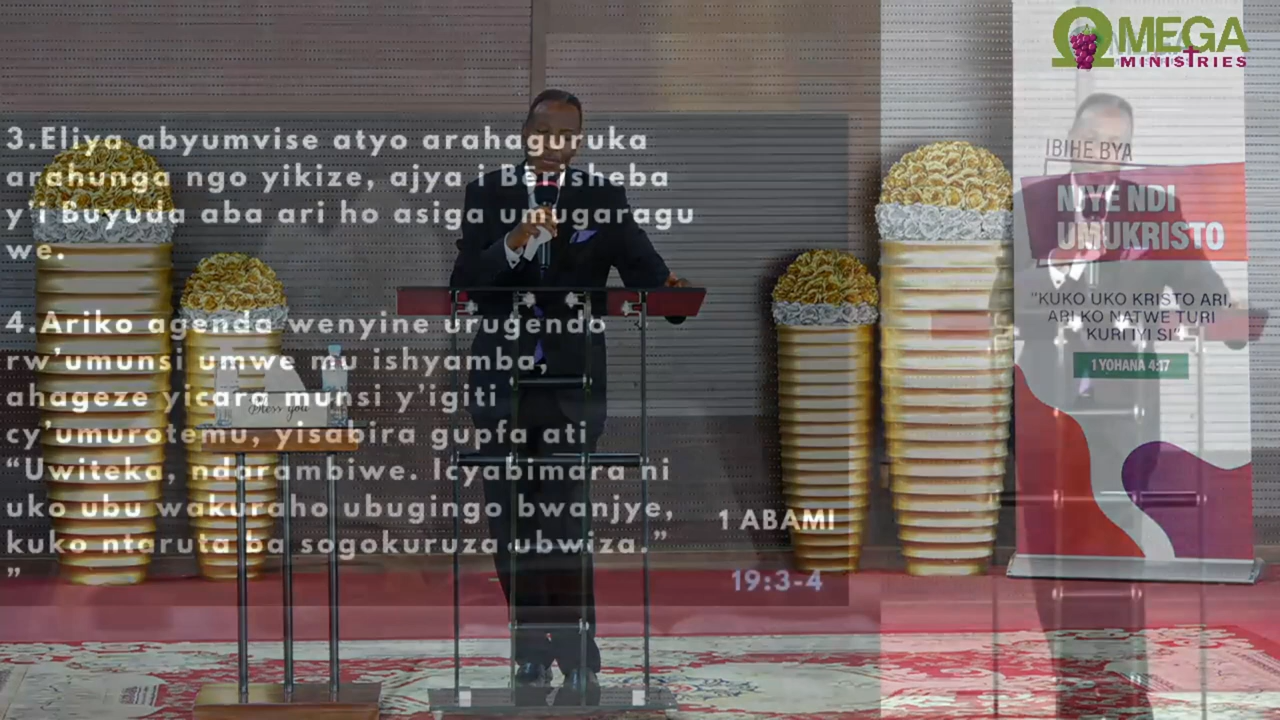 ΩMEGA
MINISTRIES
3.Eliya abyumvise atyo arahaguruka
arahunga ngo yikize, ajya i Berisheba
y'i Buyuda aba ari ho asiga umugaragu
we.
4.Ariko agenda wenyine urugendo
rw'umunsi umwe mu ishyamba,
ahageze yicara munsi y'igiti
cy'umurotemu, yisabira gupfa ati
“Uwiteka, ndarambiwe. Icyabimara ni
uko ubu wakuraho ubugingo bwanjye,
kuko ntaruta ba sogokuruza ubwiza.”
”
1 ABAMI
19:3-4
IBIHE BYA
NJYE NDI
UMUKRISTO
"KUKO UKO KRISTO ARI,
ARI KO NATWE TURI
KURI IYI SI"
1 YOHANA 4:17
Bless you